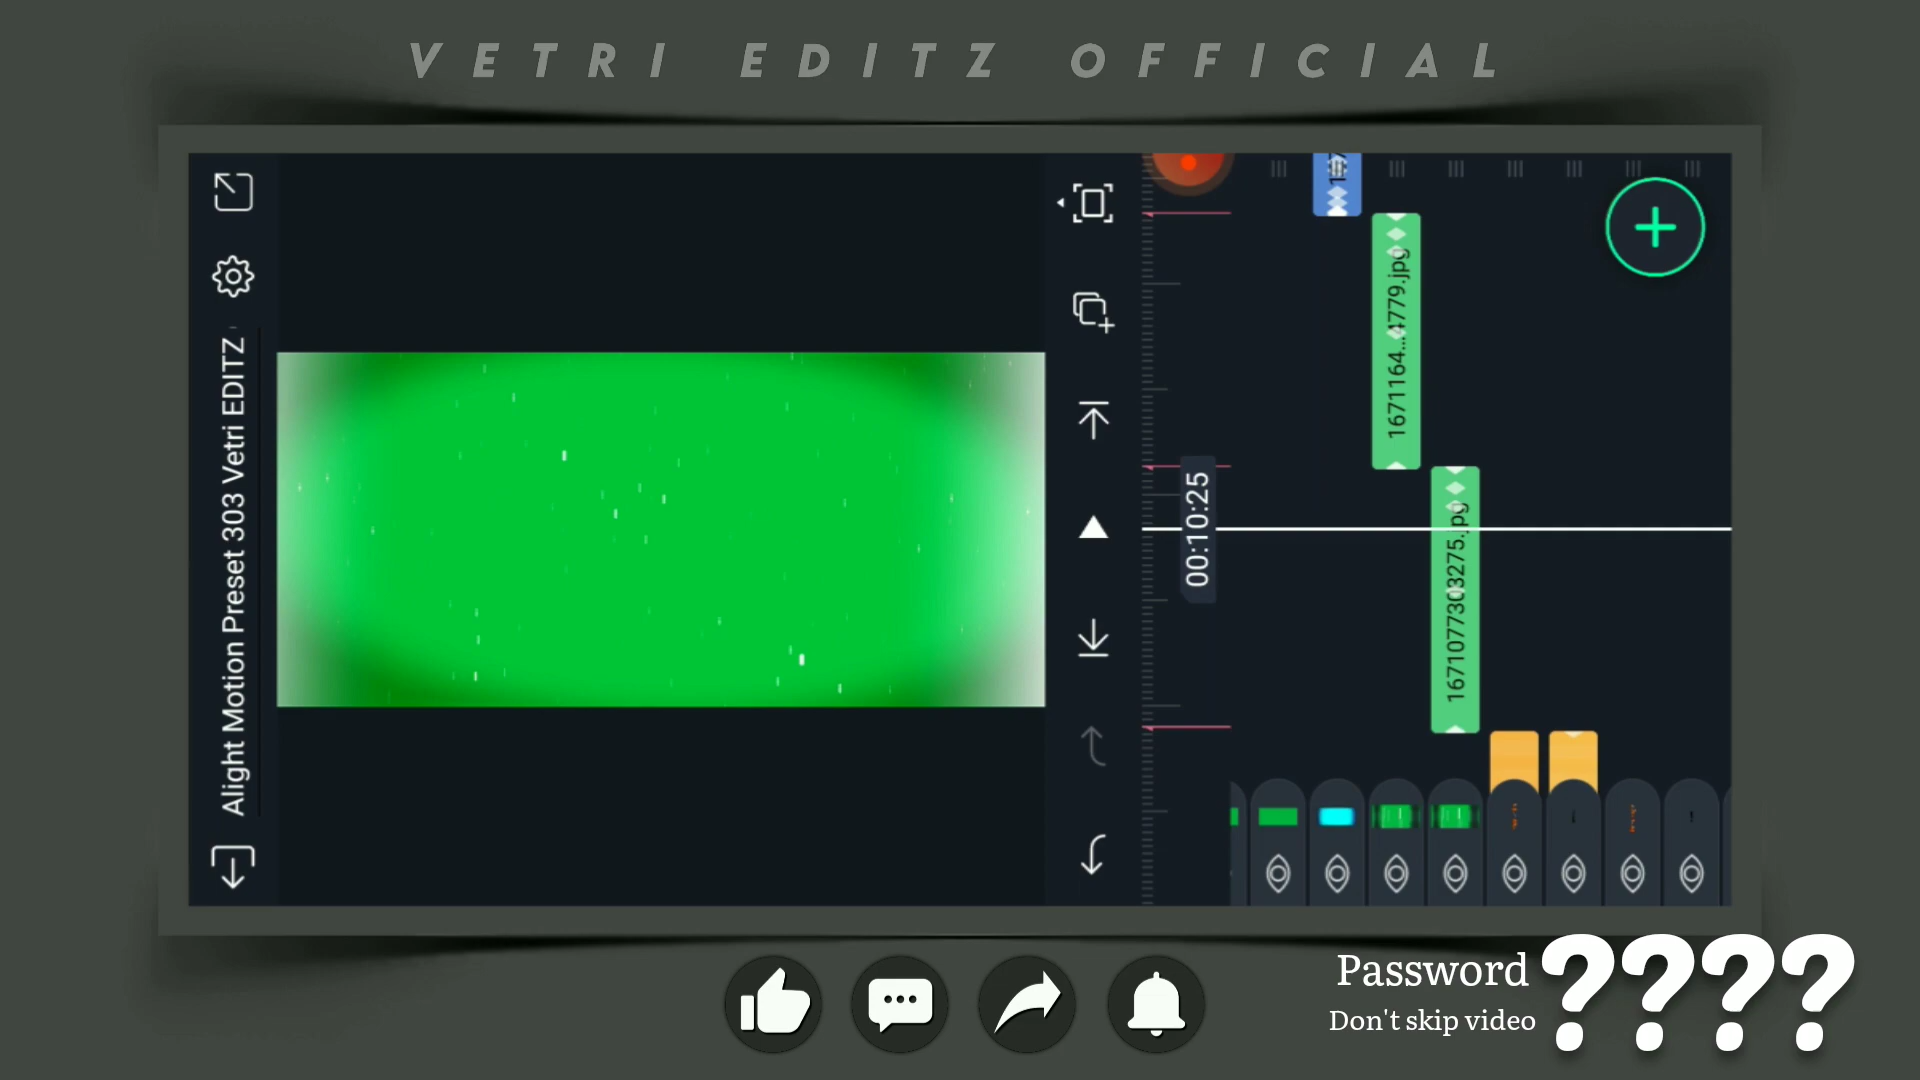 VETRI EDITZ OFFICIAL
Alight Motion Preset 303 Vetri EDITZ
00:10:25
1671164...4779.jpg
1671077303275.jpg
Password ????
Don't skip video